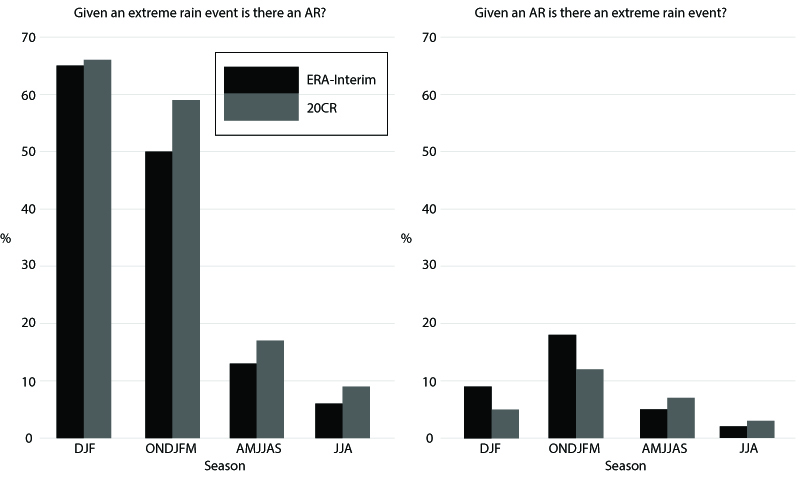 Given an extreme rain event is there an AR?
70
60
50
40
30
20
10
0
%
ERA-Interim
20CR
DJF ONDJFM AMJJAS JJA
Season
Given an AR is there an extreme rain event?
70
60
50
40
30
20
10
0
%
DJF ONDJFM AMJJAS JJA
Season